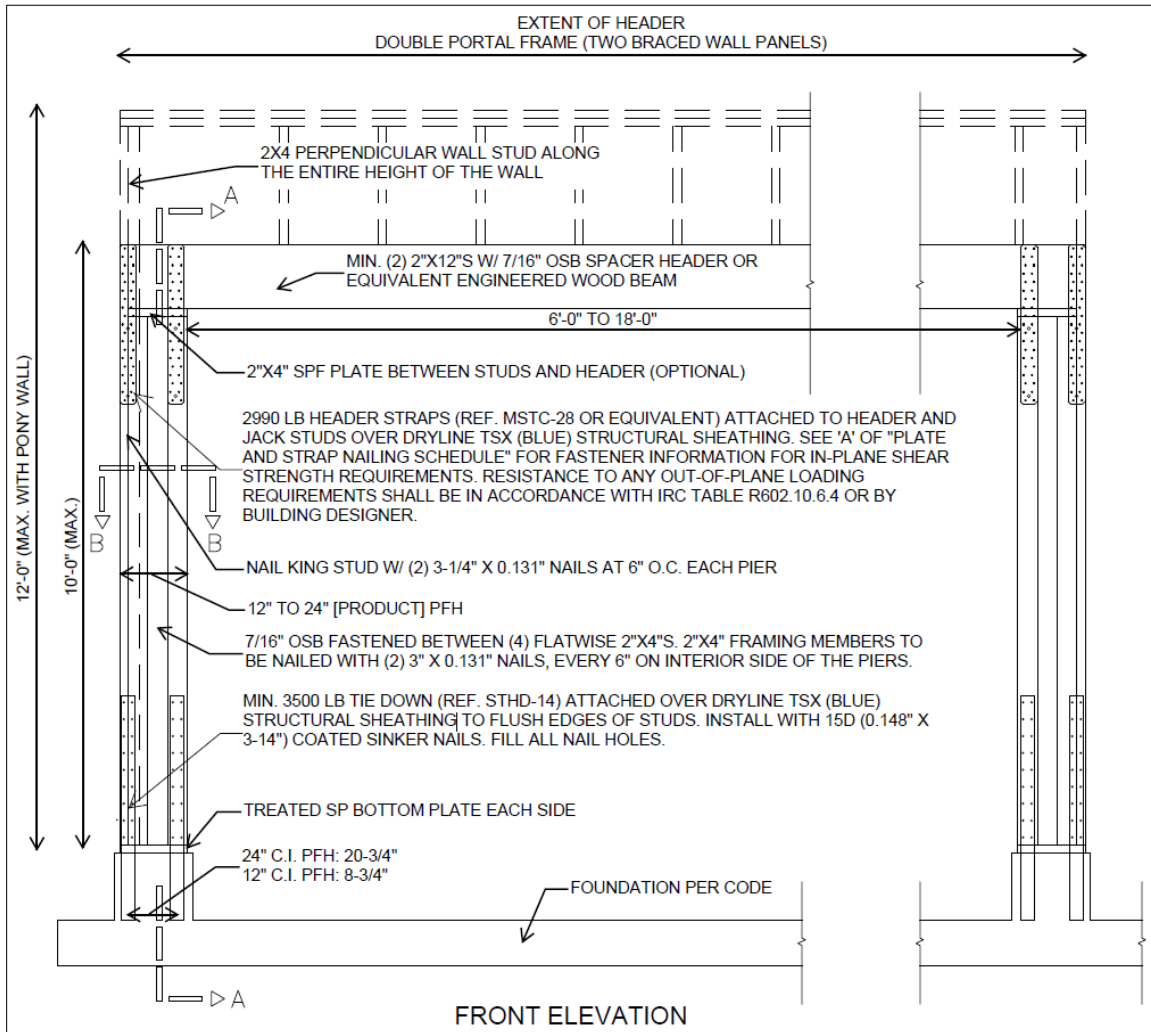 EXTENT OF HEADER
DOUBLE PORTAL FRAME (TWO BRACED WALL PANELS)
2X4 PERPENDICULAR WALL STUD ALONG
THE ENTIRE HEIGHT OF THE WALL
A
MIN. (2) 2"X12"S W/ 7/16" OSB SPACER HEADER OR
EQUIVALENT ENGINEERED WOOD BEAM
6'-0" TO 18'-0"
2"X4" SPF PLATE BETWEEN STUDS AND HEADER (OPTIONAL)
12'-0" (MAX. WITH PONY WALL)
10'-0" (MAX.)
2990 LB HEADER STRAPS (REF. MSTC-28 OR EQUIVALENT) ATTACHED TO HEADER AND
JACK STUDS OVER DRYLINE TSX (BLUE) STRUCTURAL SHEATHING. SEE 'A' OF "PLATE
AND STRAP NAILING SCHEDULE" FOR FASTENER INFORMATION FOR IN-PLANE SHEAR
STRENGTH REQUIREMENTS. RESISTANCE TO ANY OUT-OF-PLANE LOADING
REQUIREMENTS SHALL BE IN ACCORDANCE WITH IRC TABLE R602.10.6.4 OR BY
BUILDING DESIGNER.
B
B
NAIL KING STUD W/ (2) 3-1/4" X 0.131" NAILS AT 6" O.C. EACH PIER
12" TO 24" [PRODUCT] PFH
7/16" OSB FASTENED BETWEEN (4) FLATWISE 2"X4"S. 2"X4" FRAMING MEMBERS TO
BE NAILED WITH (2) 3" X 0.131" NAILS, EVERY 6" ON INTERIOR SIDE OF THE PIERS.
MIN. 3500 LB TIE DOWN (REF. STHD-14) ATTACHED OVER DRYLINE TSX (BLUE)
STRUCTURAL SHEATHING TO FLUSH EDGES OF STUDS. INSTALL WITH 15D (0.148" X
3-14") COATED SINKER NAILS. FILL ALL NAIL HOLES.
TREATED SP BOTTOM PLATE EACH SIDE
24" C.I. PFH: 20-3/4"
12" C.I. PFH: 8-3/4"
FOUNDATION PER CODE
A
FRONT ELEVATION